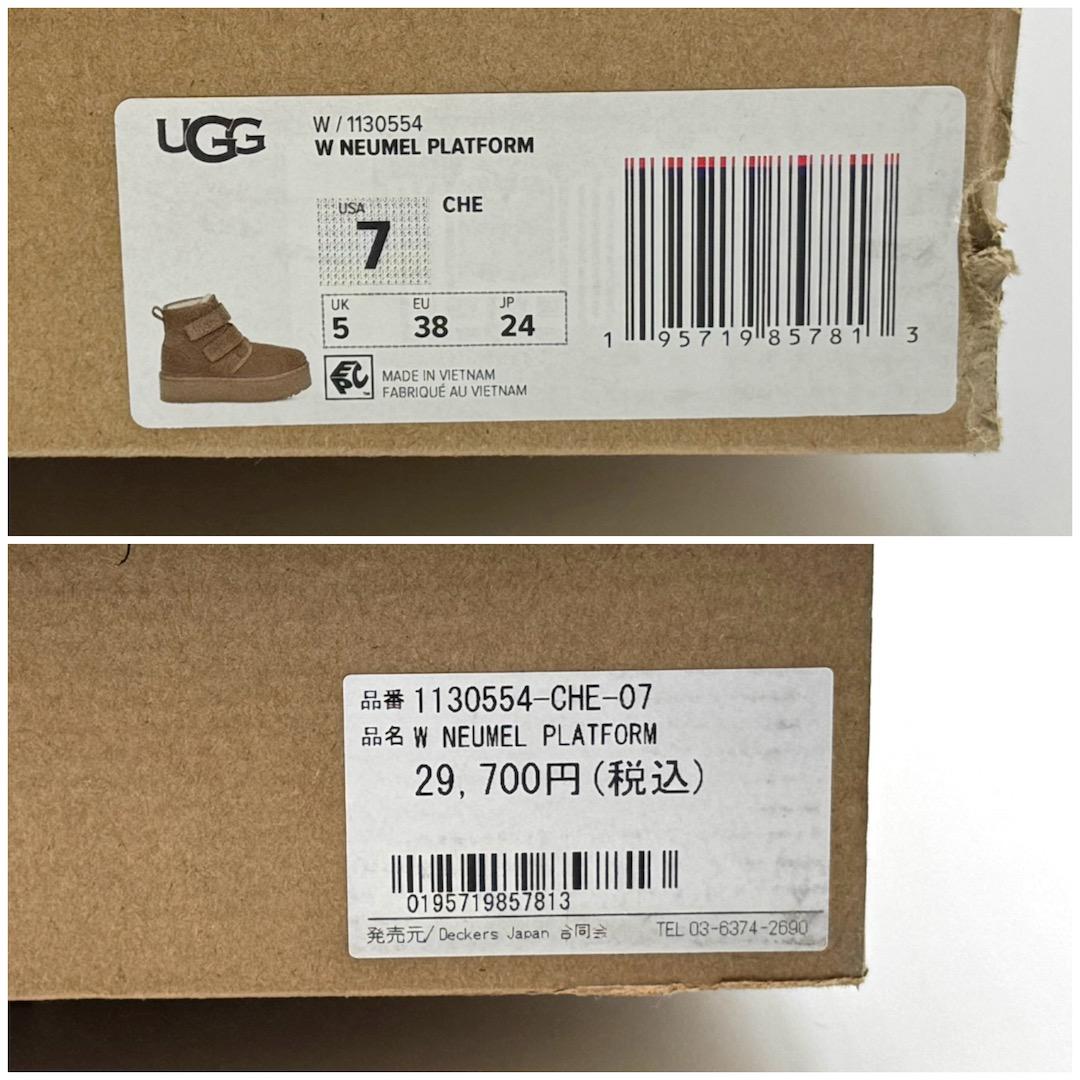 UGG
W / 1130554
W NEUMEL PLATFORM
USA
7
CHE
UK
5
EU
38
JP
24
EPC
MADE IN VIETNAM
FABRIQUÉ AU VIETNAM
1 95719 85781 3
品番 1130554-CHE-07
品名 W NEUMEL PLATFORM
29,700円(税込)
0195719857813
発売元/Deckers Japan 合同会 TEL 03-6374-2690